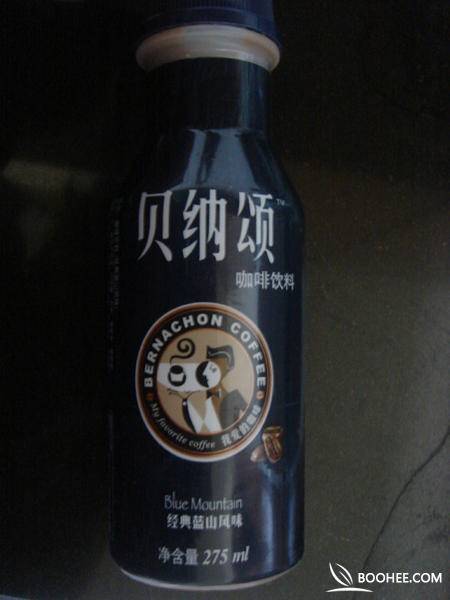 贝纳颂™
咖啡饮料
BERNACHON COFFEE
My favorite coffee 我爱的咖啡
Blue Mountain
经典蓝山风味
净含量 275 ml
BOOHEE.COM